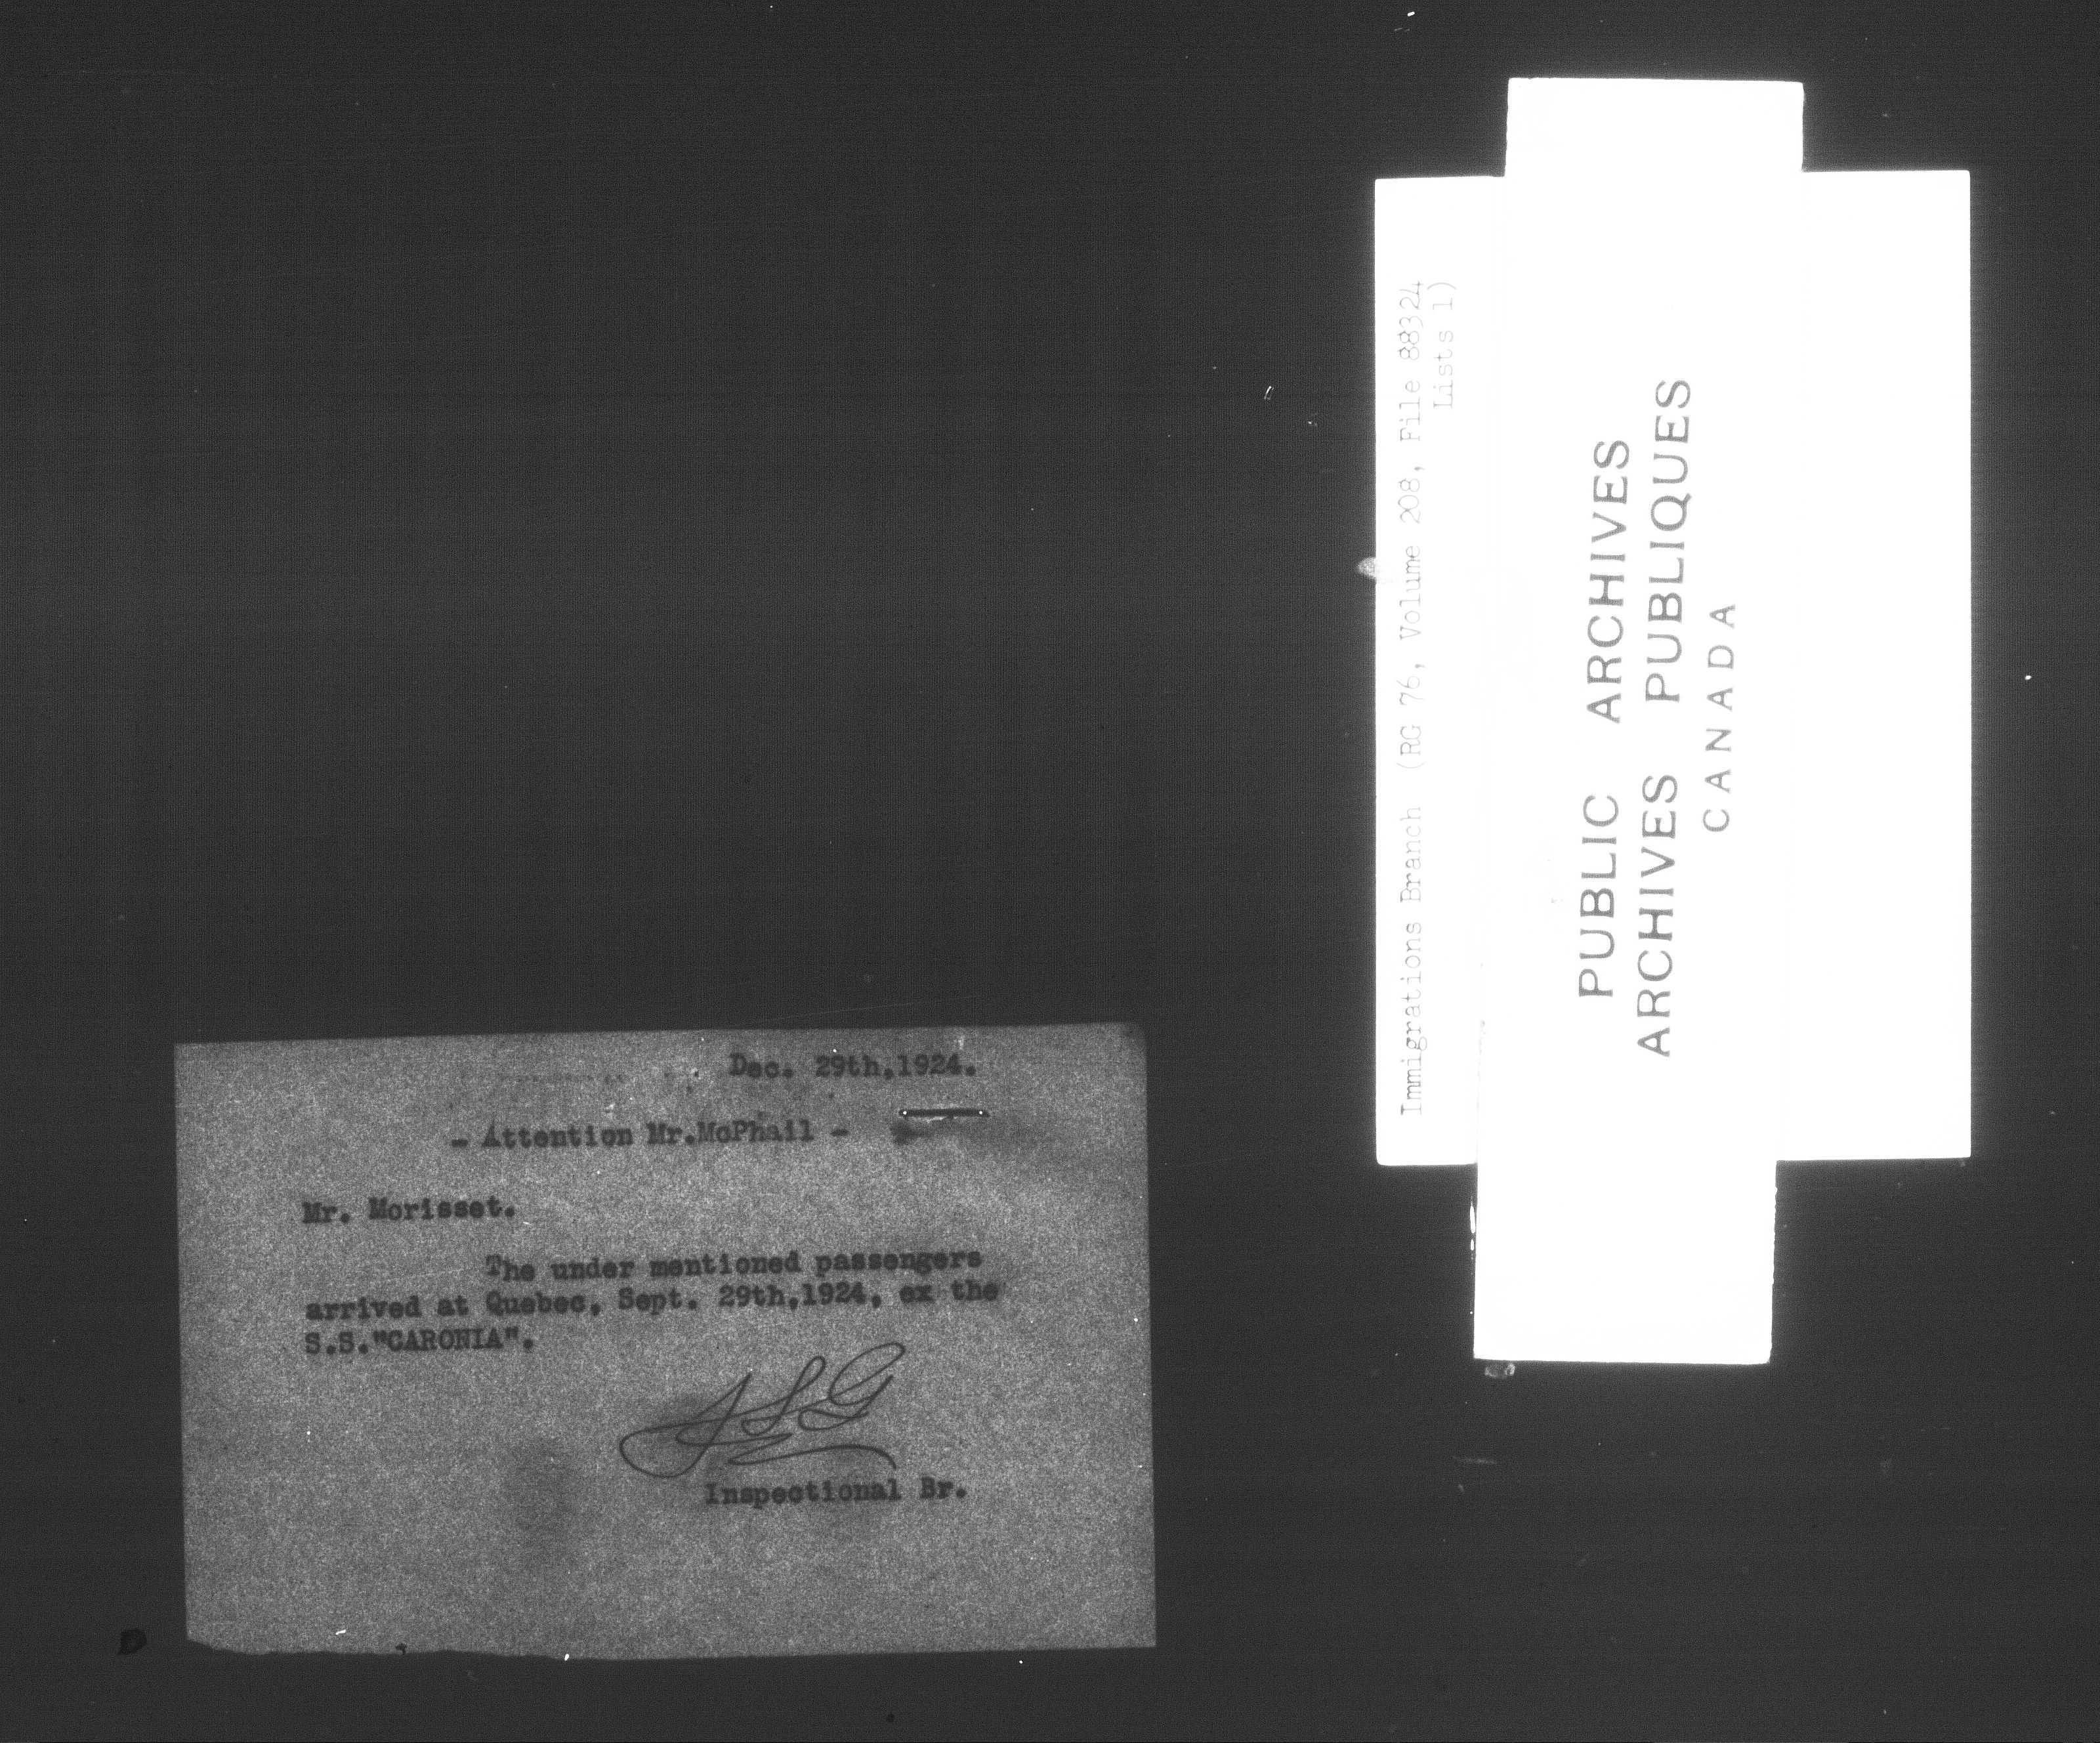 Dec. 29th,1924.
- Attention Mr.McPhail -
Mr. Morisset.
The under mentioned passengers
arrived at Quebec, Sept. 29th,1924, ex the
S.S."CARONIA".
Inspectional Br.
Immigrations Branch (RG 76, Volume 208, File 88324
Lists 1)
PUBLIC ARCHIVES
ARCHIVES PUBLIQUES
CANADA